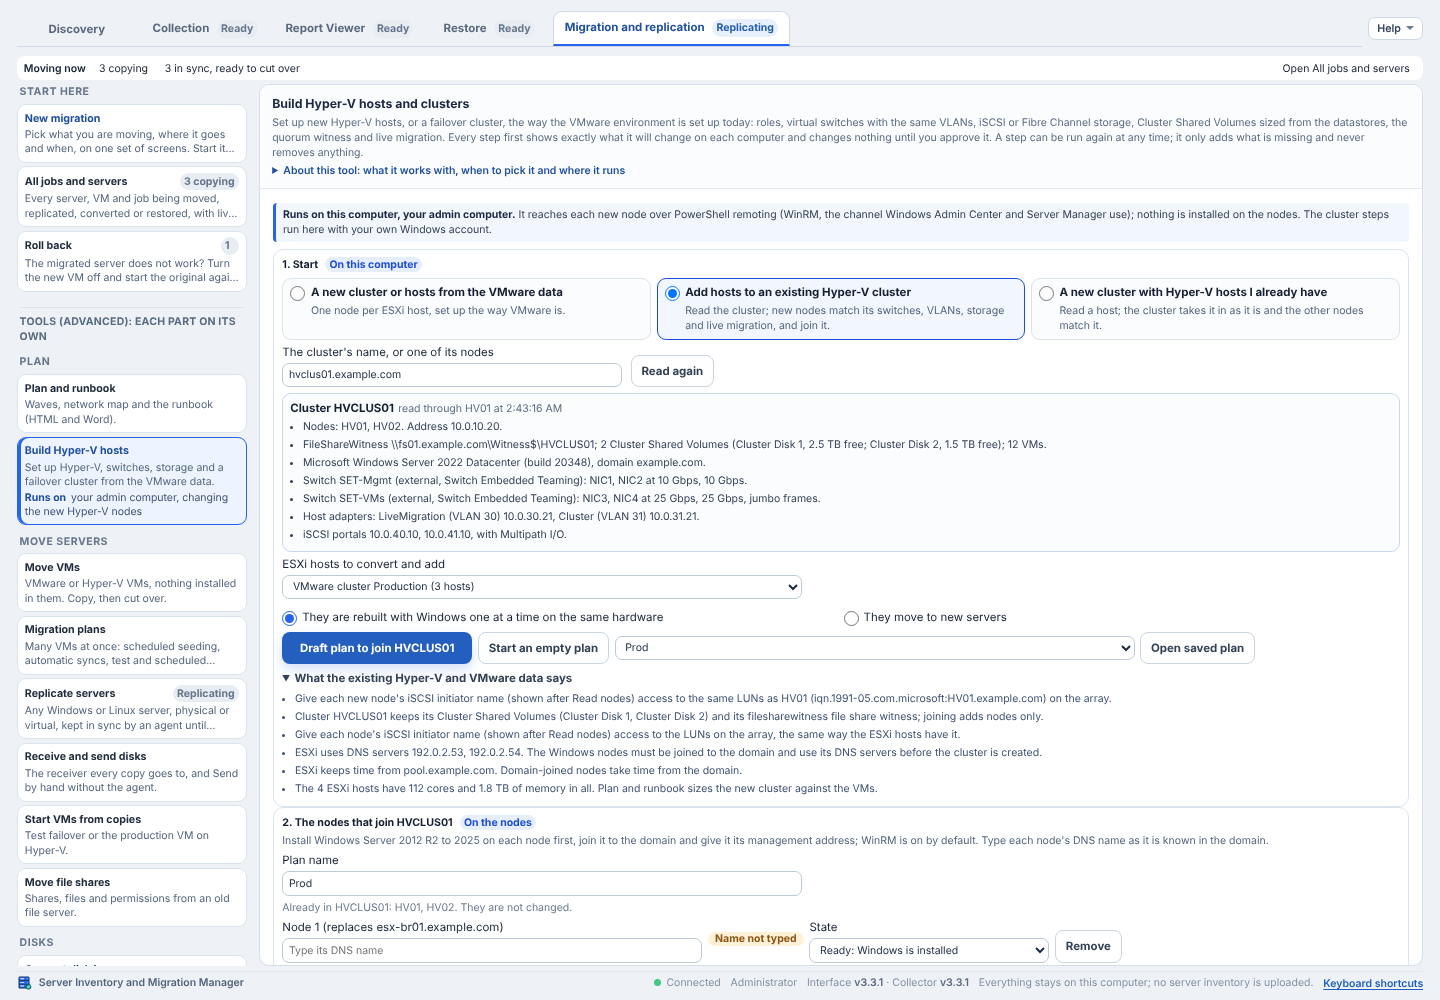 Discovery
Collection Ready
Report Viewer Ready
Restore Ready
Migration and replication Replicating
Help
Moving now 3 copying 3 in sync, ready to cut over
Open All jobs and servers
START HERE
New migration
Pick what you are moving, where it goes
and when, on one set of screens. Start it...
All jobs and servers 3 copying
Every server, VM and job being moved,
replicated, converted or restored, with liv...
Roll back 1
The migrated server does not work? Turn
the new VM off and start the original agai...
TOOLS (ADVANCED): EACH PART ON ITS
OWN
PLAN
Plan and runbook
Waves, network map and the runbook
(HTML and Word).
Build Hyper-V hosts
Set up Hyper-V, switches, storage and a
failover cluster from the VMware data.
Runs on your admin computer, changing
the new Hyper-V nodes
MOVE SERVERS
Move VMs
VMware or Hyper-V VMs, nothing installed
in them. Copy, then cut over.
Migration plans
Many VMs at once: scheduled seeding,
automatic syncs, test and scheduled...
Replicate servers Replicating
Any Windows or Linux server, physical or
virtual, kept in sync by an agent until...
Receive and send disks
The receiver every copy goes to, and Send
by hand without the agent.
Start VMs from copies
Test failover or the production VM on
Hyper-V.
Move file shares
Shares, files and permissions from an old
file server.
DISKS
Build Hyper-V hosts and clusters
Set up new Hyper-V hosts, or a failover cluster, the way the VMware environment is set up today: roles, virtual switches with the same VLANs, iSCSI or Fibre Channel storage, Cluster Shared Volumes sized from the datastores, the
quorum witness and live migration. Every step first shows exactly what it will change on each computer and changes nothing until you approve it. A step can be run again at any time; it only adds what is missing and never
removes anything.
About this tool: what it works with, when to pick it and where it runs
Runs on this computer, your admin computer. It reaches each new node over PowerShell remoting (WinRM, the channel Windows Admin Center and Server Manager use); nothing is installed on the nodes. The cluster steps
run here with your own Windows account.
1. Start On this computer
A new cluster or hosts from the VMware data
One node per ESXi host, set up the way VMware is.
Add hosts to an existing Hyper-V cluster
Read the cluster; new nodes match its switches, VLANs, storage
and live migration, and join it.
A new cluster with Hyper-V hosts I already have
Read a host; the cluster takes it in as it is and the other nodes
match it.
The cluster's name, or one of its nodes
hvclus01.example.com
Read again
Cluster HVCLUS01 read through HV01 at 2:43:16 AM
• Nodes: HV01, HV02. Address 10.0.10.20.
• FileShareWitness \\fs01.example.com\Witness$\HVCLUS01; 2 Cluster Shared Volumes (Cluster Disk 1, 2.5 TB free; Cluster Disk 2, 1.5 TB free); 12 VMs.
• Microsoft Windows Server 2022 Datacenter (build 20348), domain example.com.
• Switch SET-Mgmt (external, Switch Embedded Teaming): NIC1, NIC2 at 10 Gbps, 10 Gbps.
• Switch SET-VMs (external, Switch Embedded Teaming): NIC3, NIC4 at 25 Gbps, 25 Gbps, jumbo frames.
• Host adapters: LiveMigration (VLAN 30) 10.0.30.21, Cluster (VLAN 31) 10.0.31.21.
• iSCSI portals 10.0.40.10, 10.0.41.10, with Multipath I/O.
ESXi hosts to convert and add
VMware cluster Production (3 hosts)
They are rebuilt with Windows one at a time on the same hardware
They move to new servers
Draft plan to join HVCLUS01
Start an empty plan
Prod
Open saved plan
What the existing Hyper-V and VMware data says
• Give each new node's iSCSI initiator name (shown after Read nodes) access to the same LUNs as HV01 (iqn.1991-05.com.microsoft:HV01.example.com) on the array.
• Cluster HVCLUS01 keeps its Cluster Shared Volumes (Cluster Disk 1, Cluster Disk 2) and its filesharewitness file share witness; joining adds nodes only.
• Give each node's iSCSI initiator name (shown after Read nodes) access to the LUNs on the array, the same way the ESXi hosts have it.
• ESXi uses DNS servers 192.0.2.53, 192.0.2.54. The Windows nodes must be joined to the domain and use its DNS servers before the cluster is created.
• ESXi keeps time from pool.example.com. Domain-joined nodes take time from the domain.
• The 4 ESXi hosts have 112 cores and 1.8 TB of memory in all. Plan and runbook sizes the new cluster against the VMs.
2. The nodes that join HVCLUS01 On the nodes
Install Windows Server 2012 R2 to 2025 on each node first, join it to the domain and give it its management address; WinRM is on by default. Type each node's DNS name as it is known in the domain.
Plan name
Prod
Already in HVCLUS01: HV01, HV02. They are not changed.
Node 1 (replaces esx-br01.example.com)
Type its DNS name
Name not typed
State
Ready: Windows is installed
Remove
Server Inventory and Migration Manager
Connected Administrator Interface v3.3.1 · Collector v3.3.1 Everything stays on this computer; no server inventory is uploaded. Keyboard shortcuts